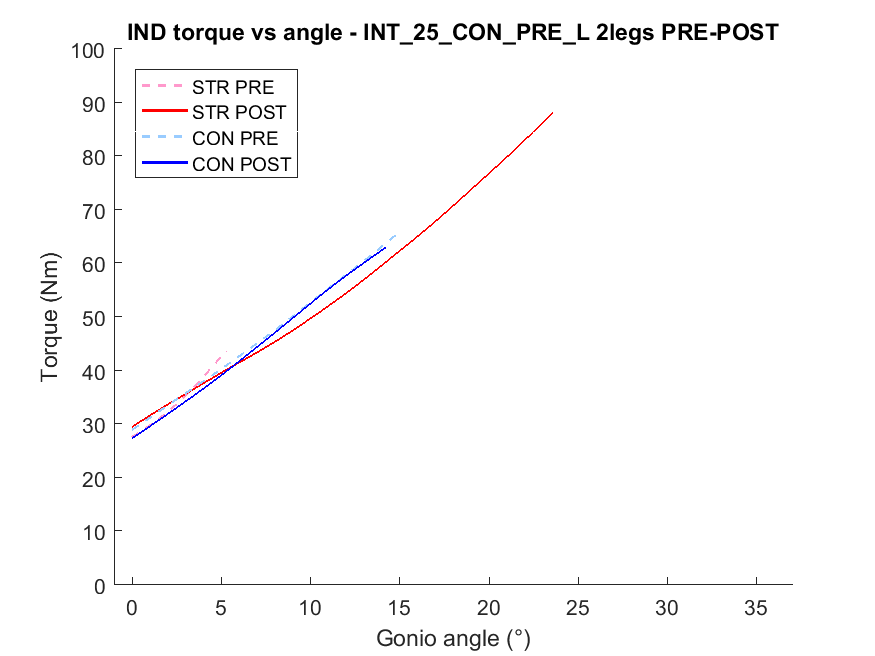 IND torque vs angle - INT_25_CON_PRE_L 2legs PRE-POST
100
90
80
70
60
50
40
30
20
10
0
STR PRE
STR POST
CON PRE
CON POST
Torque (Nm)
0 5 10 15 20 25 30 35
Gonio angle (°)